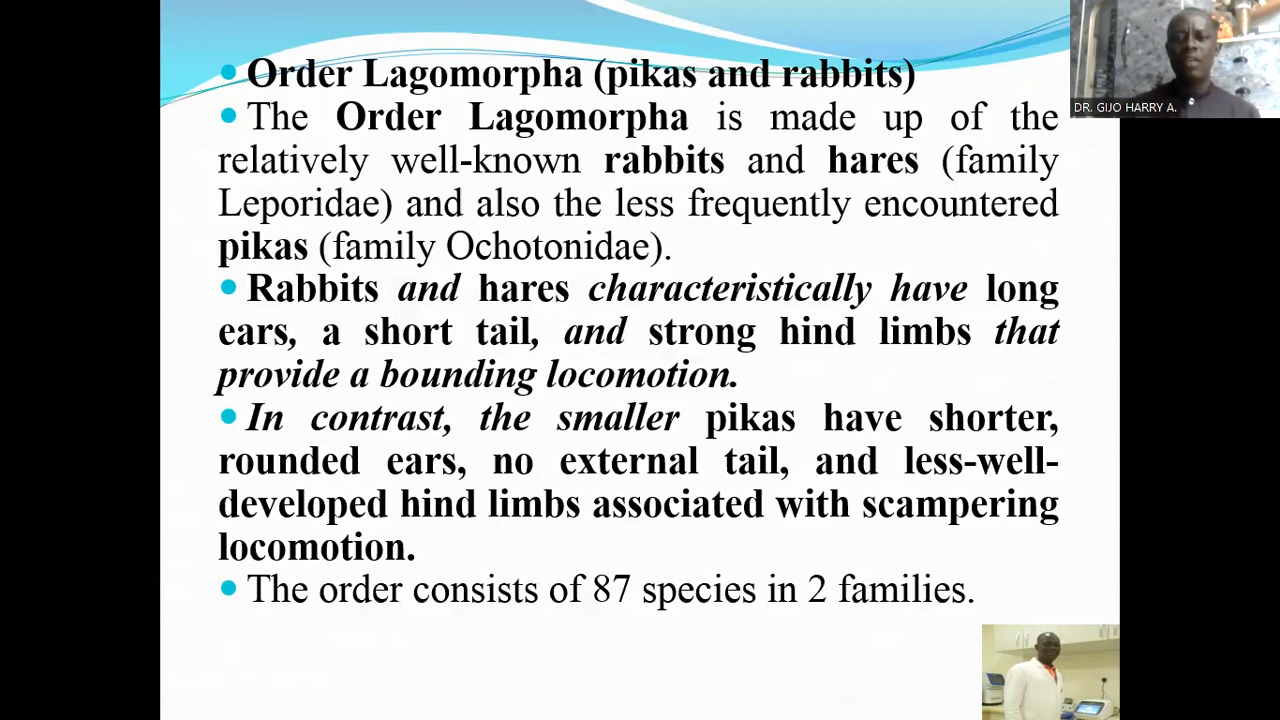 Order Lagomorpha (pikas and rabbits)
The Order Lagomorpha is made up of the
relatively well-known rabbits and hares (family
Leporidae) and also the less frequently encountered
pikas (family Ochotonidae).
Rabbits and hares characteristically have long
ears, a short tail, and strong hind limbs that
provide a bounding locomotion.
In contrast, the smaller pikas have shorter,
rounded ears, no external tail, and less-well-
developed hind limbs associated with scampering
locomotion.
The order consists of 87 species in 2 families.
DR. GIJO HARRY A.